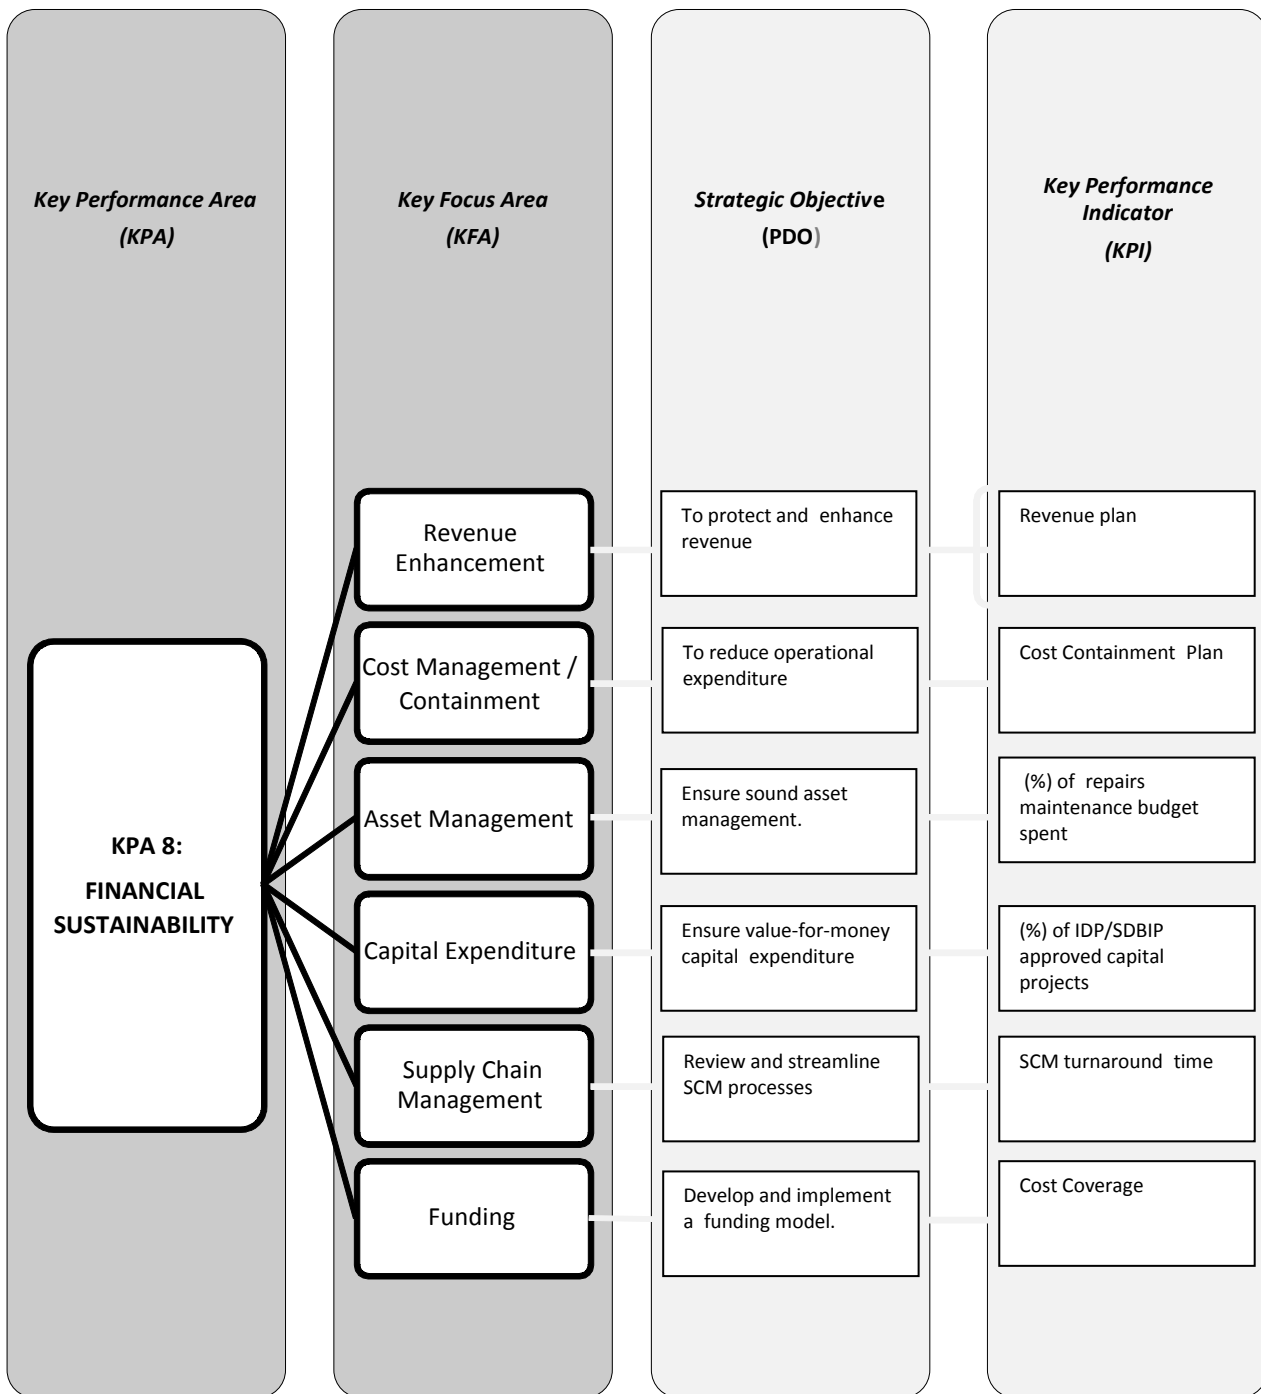 Key Performance Area
(KPA)
Key Focus Area
(KFA)
Strategic Objective
(PDO)
Key Performance
Indicator
(KPI)
KPA 8:
FINANCIAL
SUSTAINABILITY
Revenue
Enhancement
To protect and enhance
revenue
Revenue plan
Cost Management /
Containment
To reduce operational
expenditure
Cost Containment Plan
Asset Management
Ensure sound asset
management.
(%) of repairs
maintenance budget
spent
Capital Expenditure
Ensure value-for-money
capital expenditure
(%) of IDP/SDBIP
approved capital
projects
Supply Chain
Management
Review and streamline
SCM processes
SCM turnaround time
Funding
Develop and implement
a funding model.
Cost Coverage